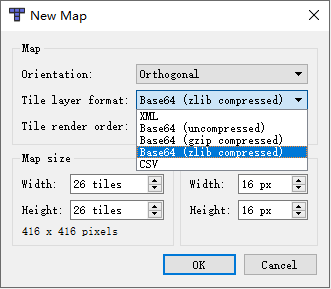 New Map
Map
Orientation: Orthogonal
Tile layer format: Base64 (zlib compressed)
XML
Tile render order: Base64 (uncompressed)
Base64 (gzip compressed)
Base64 (zlib compressed)
CSV
Map size
Width: 26 tiles Width: 16 px
Height: 26 tiles Height: 16 px
416 x 416 pixels
OK Cancel